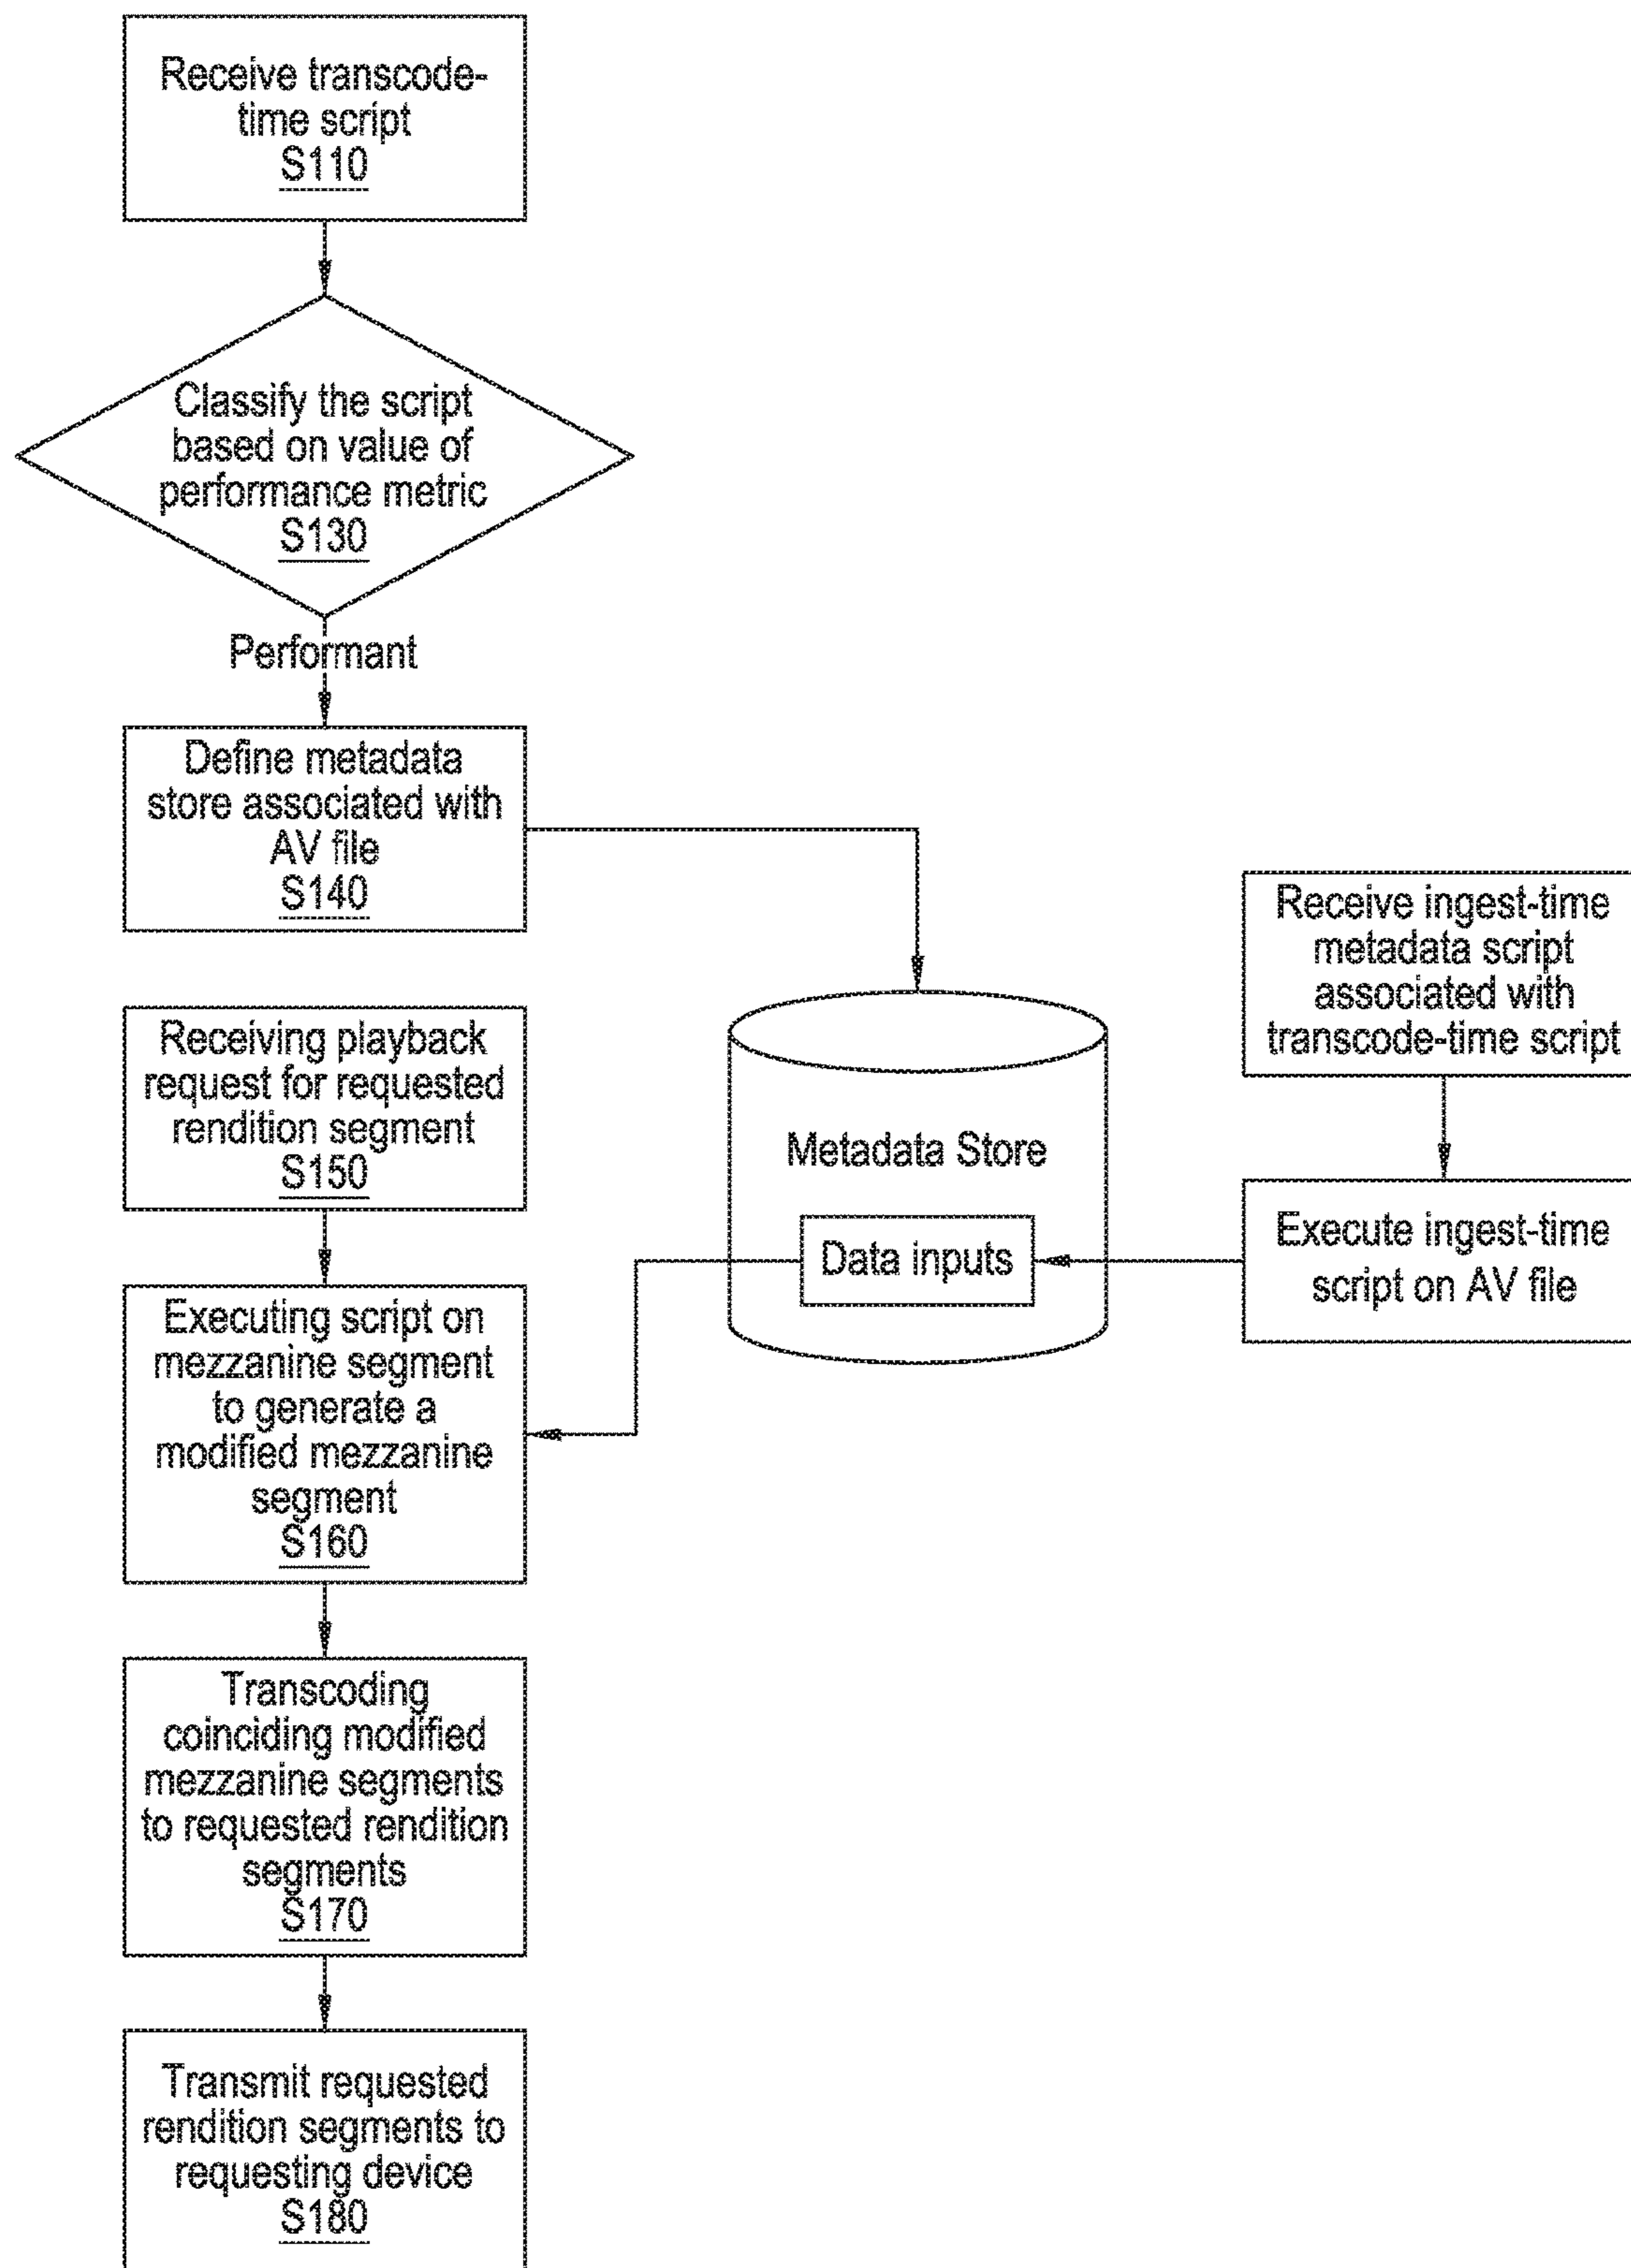 Receive transcode-
time script
S110
Classify the script
based on value of
performance metric
S130
Performant
Define metadata
store associated with
AV file
S140
Receiving playback
request for requested
rendition segment
S150
Executing script on
mezzanine segment
to generate a
modified mezzanine
segment
S160
Transcoding
coinciding modified
mezzanine segments
to requested rendition
segments
S170
Transmit requested
rendition segments to
requesting device
S180
Metadata Store
Data inputs
Receive ingest-time
metadata script
associated with
transcode-time script
Execute ingest-time
script on AV file